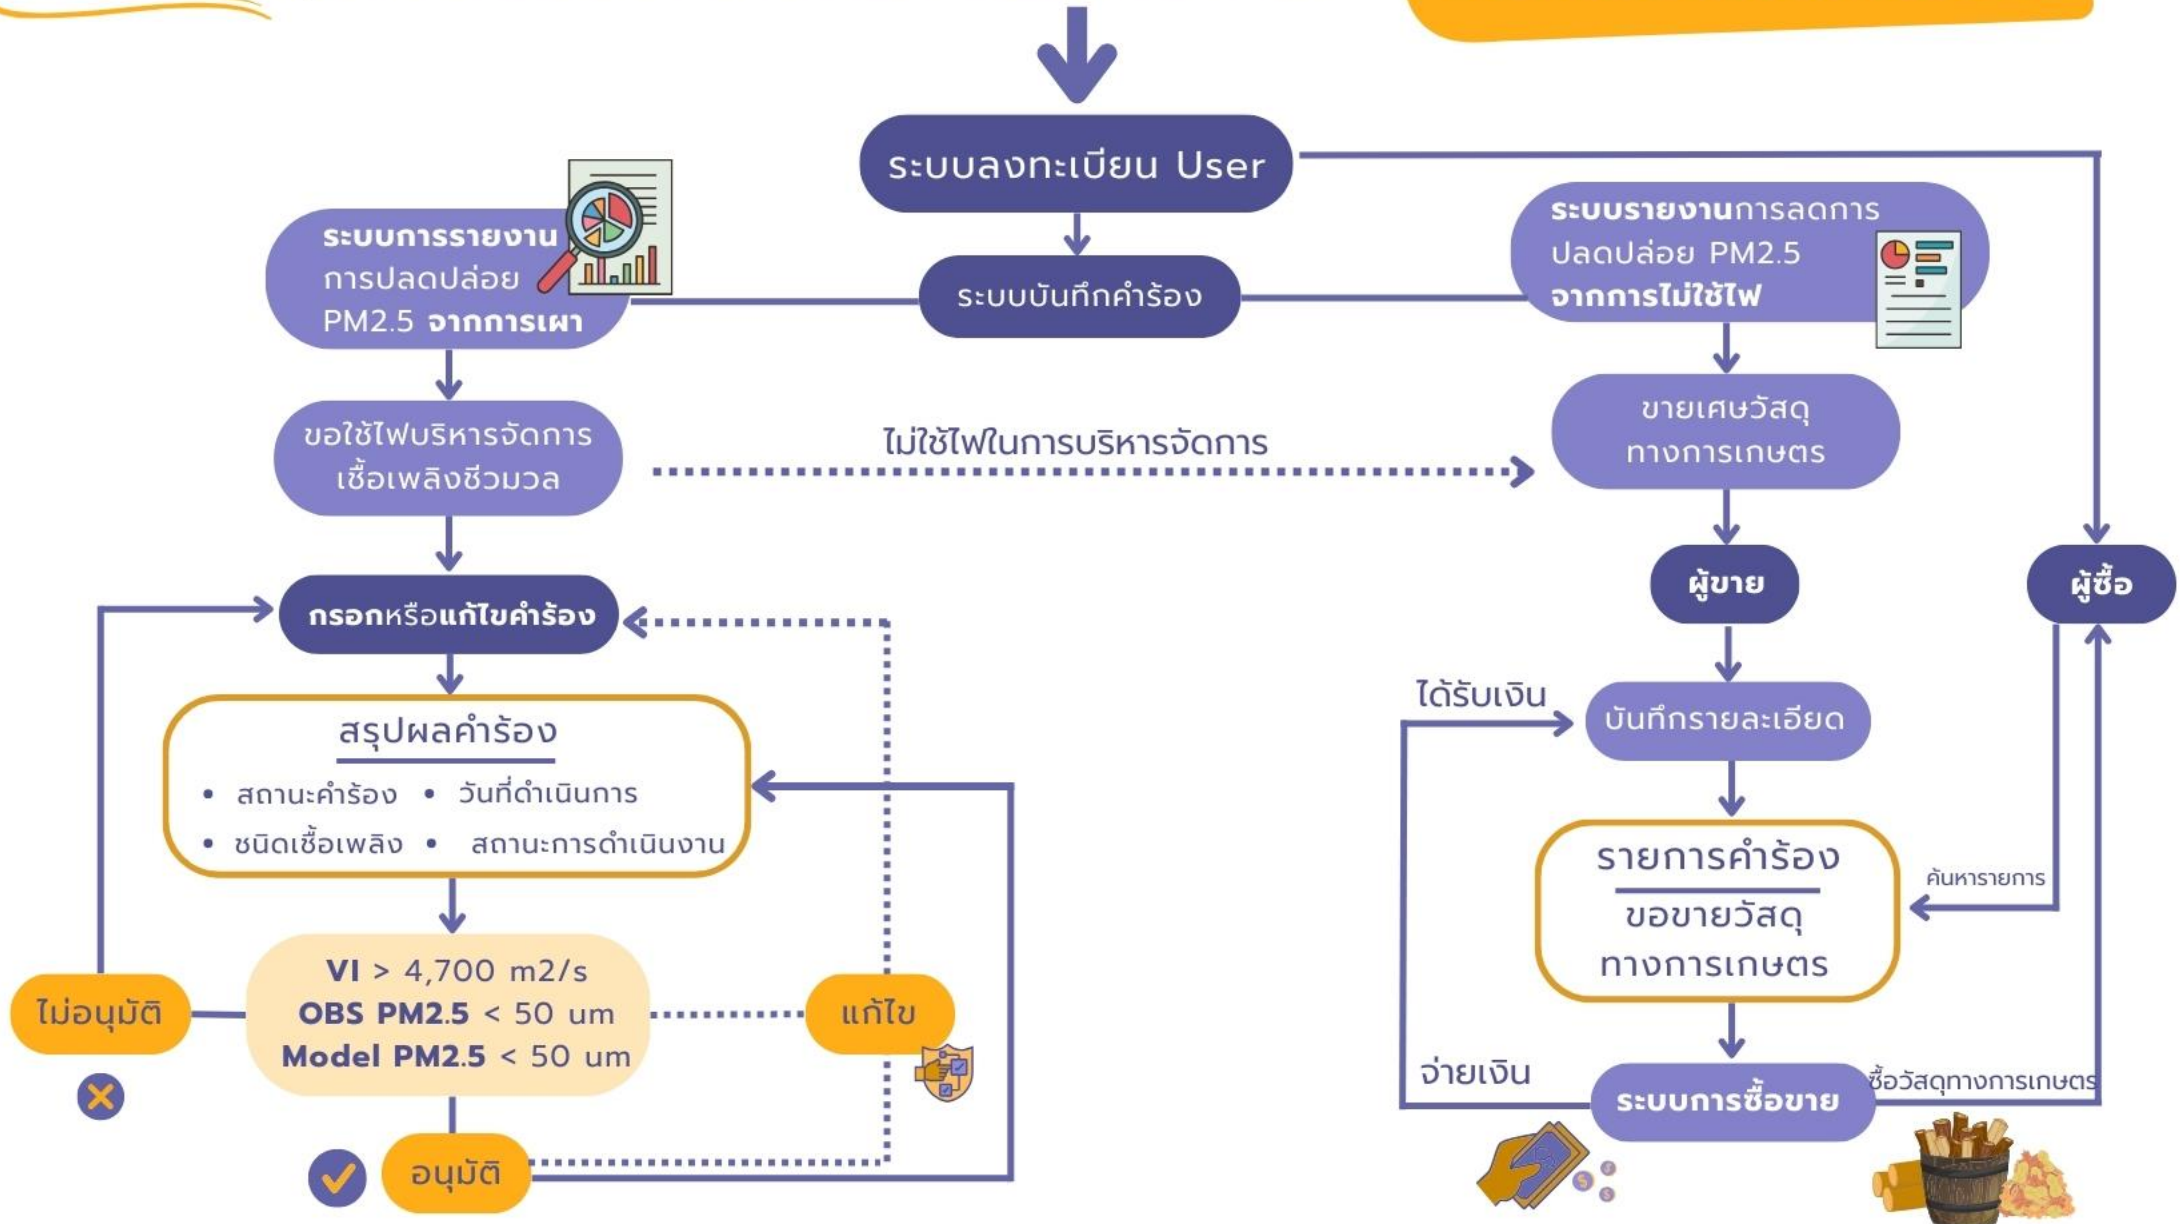 ระบบลงทะเบียน User
ระบบบันทึกคำร้อง
ระบบการรายงาน
การปลดปล่อย
PM2.5 จากการเผา
ขอใช้ไฟบริหารจัดการ
เชื้อเพลิงชีวมวล
ไม่ใช้ไฟในการบริหารจัดการ
กรอกหรือแก้ไขคำร้อง
สรุปผลคำร้อง
• สถานะคำร้อง • วันที่ดำเนินการ
• ชนิดเชื้อเพลิง • สถานะการดำเนินงาน
VI > 4,700 m2/s
OBS PM2.5 < 50 um
Model PM2.5 < 50 um
ไม่อนุมัติ
แก้ไข
อนุมัติ
ระบบรายงานการลดการ
ปลดปล่อย PM2.5
จากการไม่ใช้ไฟ
ขายเศษวัสดุ
ทางการเกษตร
ผู้ขาย
ผู้ซื้อ
ได้รับเงิน
บันทึกรายละเอียด
รายการคำร้อง
ขอขายวัสดุ
ทางการเกษตร
ค้นหารายการ
จ่ายเงิน
ระบบการซื้อขาย
ซื้อวัสดุทางการเกษตร